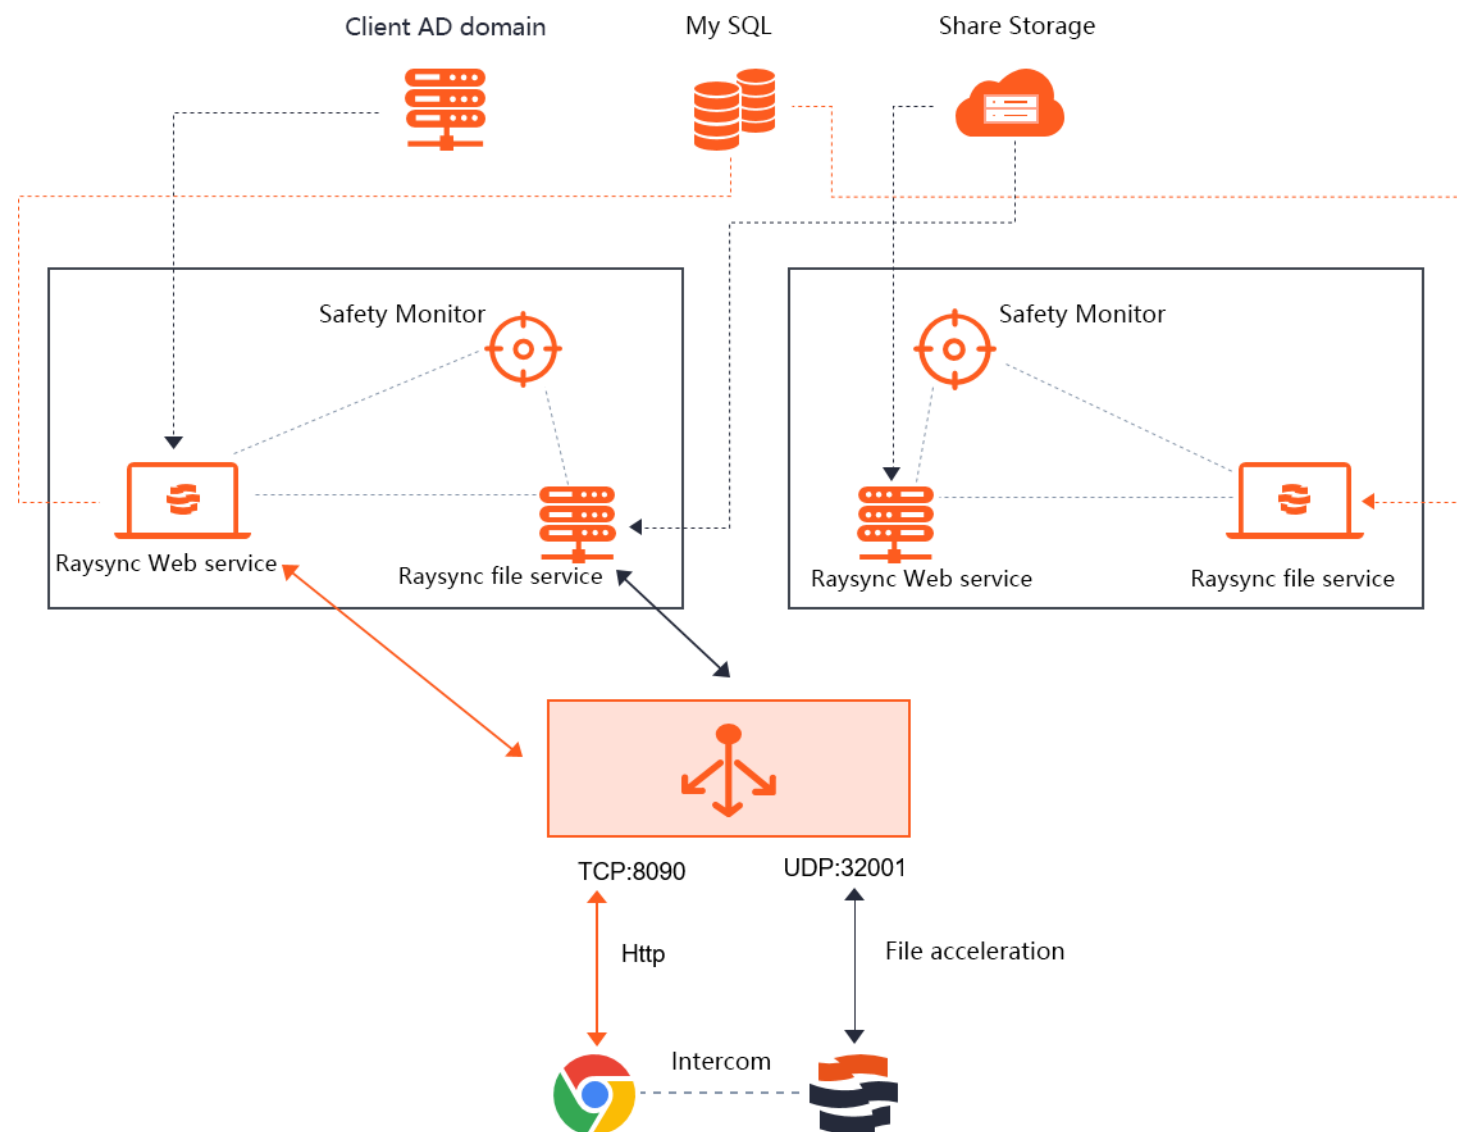 Client AD domain
My SQL
Share Storage
Safety Monitor
Safety Monitor
Raysync Web service
Raysync file service
Raysync Web service
Raysync file service
TCP:8090
UDP:32001
Http
File acceleration
Intercom